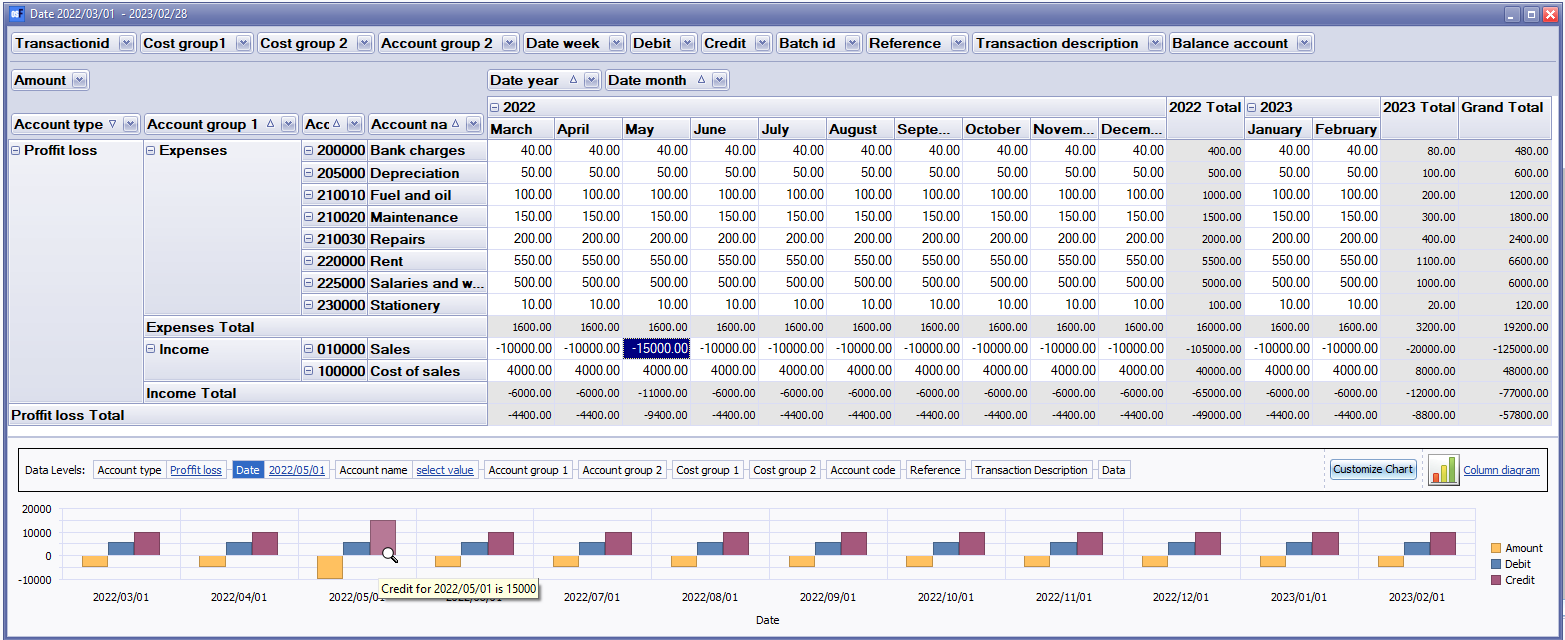 Date 2022/03/01 - 2023/02/28
Transactionid Cost group1 Cost group 2 Account group 2 Date week Debit Credit Batch id Reference Transaction description Balance account
Amount Date year Date month
2022 2022 Total 2023 2023 Total Grand Total
Account type Account group 1 Acc Account na March April May June July August Septe... October Novem... Decem... January February
Proffit loss Expenses 200000 Bank charges 40.00 40.00 40.00 40.00 40.00 40.00 40.00 40.00 40.00 40.00 400.00 40.00 40.00 80.00 480.00
205000 Depreciation 50.00 50.00 50.00 50.00 50.00 50.00 50.00 50.00 50.00 50.00 500.00 50.00 50.00 100.00 600.00
210010 Fuel and oil 100.00 100.00 100.00 100.00 100.00 100.00 100.00 100.00 100.00 100.00 1000.00 100.00 100.00 200.00 1200.00
210020 Maintenance 150.00 150.00 150.00 150.00 150.00 150.00 150.00 150.00 150.00 150.00 1500.00 150.00 150.00 300.00 1800.00
210030 Repairs 200.00 200.00 200.00 200.00 200.00 200.00 200.00 200.00 200.00 200.00 2000.00 200.00 200.00 400.00 2400.00
220000 Rent 550.00 550.00 550.00 550.00 550.00 550.00 550.00 550.00 550.00 550.00 5500.00 550.00 550.00 1100.00 6600.00
225000 Salaries and w... 500.00 500.00 500.00 500.00 500.00 500.00 500.00 500.00 500.00 500.00 5000.00 500.00 500.00 1000.00 6000.00
230000 Stationery 10.00 10.00 10.00 10.00 10.00 10.00 10.00 10.00 10.00 10.00 100.00 10.00 10.00 20.00 120.00
Expenses Total 1600.00 1600.00 1600.00 1600.00 1600.00 1600.00 1600.00 1600.00 1600.00 1600.00 16000.00 1600.00 1600.00 3200.00 19200.00
Income 010000 Sales -10000.00 -10000.00 -15000.00 -10000.00 -10000.00 -10000.00 -10000.00 -10000.00 -10000.00 -10000.00 -105000.00 -10000.00 -10000.00 -20000.00 -125000.00
100000 Cost of sales 4000.00 4000.00 4000.00 4000.00 4000.00 4000.00 4000.00 4000.00 4000.00 4000.00 40000.00 4000.00 4000.00 8000.00 48000.00
Income Total -6000.00 -6000.00 -11000.00 -6000.00 -6000.00 -6000.00 -6000.00 -6000.00 -6000.00 -6000.00 -65000.00 -6000.00 -6000.00 -12000.00 -77000.00
Proffit loss Total -4400.00 -4400.00 -9400.00 -4400.00 -4400.00 -4400.00 -4400.00 -4400.00 -4400.00 -4400.00 -49000.00 -4400.00 -4400.00 -8800.00 -57800.00
Data Levels: Account type Proffit loss Date 2022/05/01 Account name select value Account group 1 Account group 2 Cost group 1 Cost group 2 Account code Reference Transaction Description Data Customize Chart Column diagram
20000
10000
0
-10000
Amount
Debit
Credit
Credit for 2022/05/01 is 15000
2022/03/01 2022/04/01 2022/05/01 2022/06/01 2022/07/01 2022/08/01 2022/09/01 2022/10/01 2022/11/01 2022/12/01 2023/01/01 2023/02/01
Date